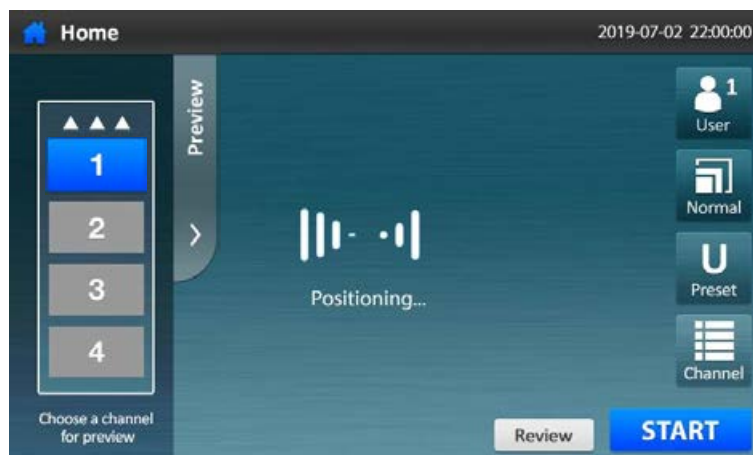 Home
2019-07-02 22:00:00
1
2
3
4
Choose a channel
for preview
Preview
Positioning...
1
User
Normal
U
Preset
Channel
Review
START